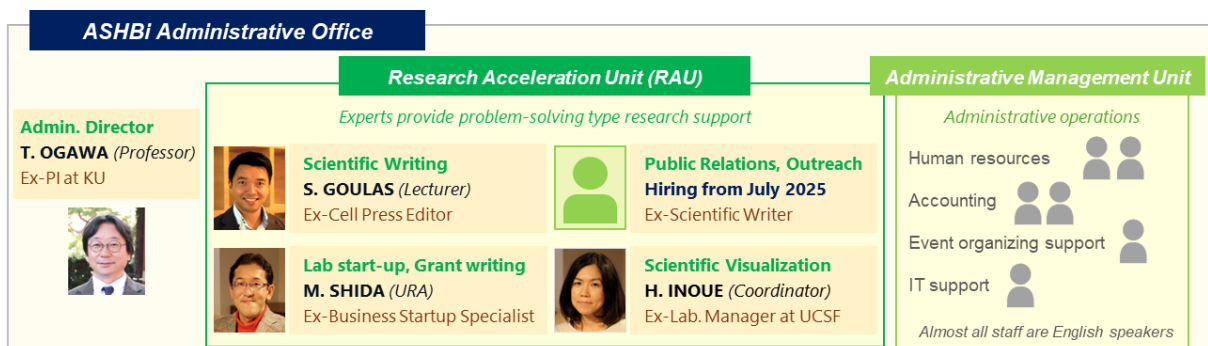 ASHBi Administrative Office
Admin. Director
T. OGAWA (Professor)
Ex-PI at KU
Research Acceleration Unit (RAU)
Experts provide problem-solving type research support
Scientific Writing
S. GOULAS (Lecturer)
Ex-Cell Press Editor
Public Relations, Outreach
Hiring from July 2025
Ex-Scientific Writer
Lab start-up, Grant writing
M. SHIDA (URA)
Ex-Business Startup Specialist
Scientific Visualization
H. INOUE (Coordinator)
Ex-Lab. Manager at UCSF
Administrative Management Unit
Administrative operations
Human resources
Accounting
Event organizing support
IT support
Almost all staff are English speakers